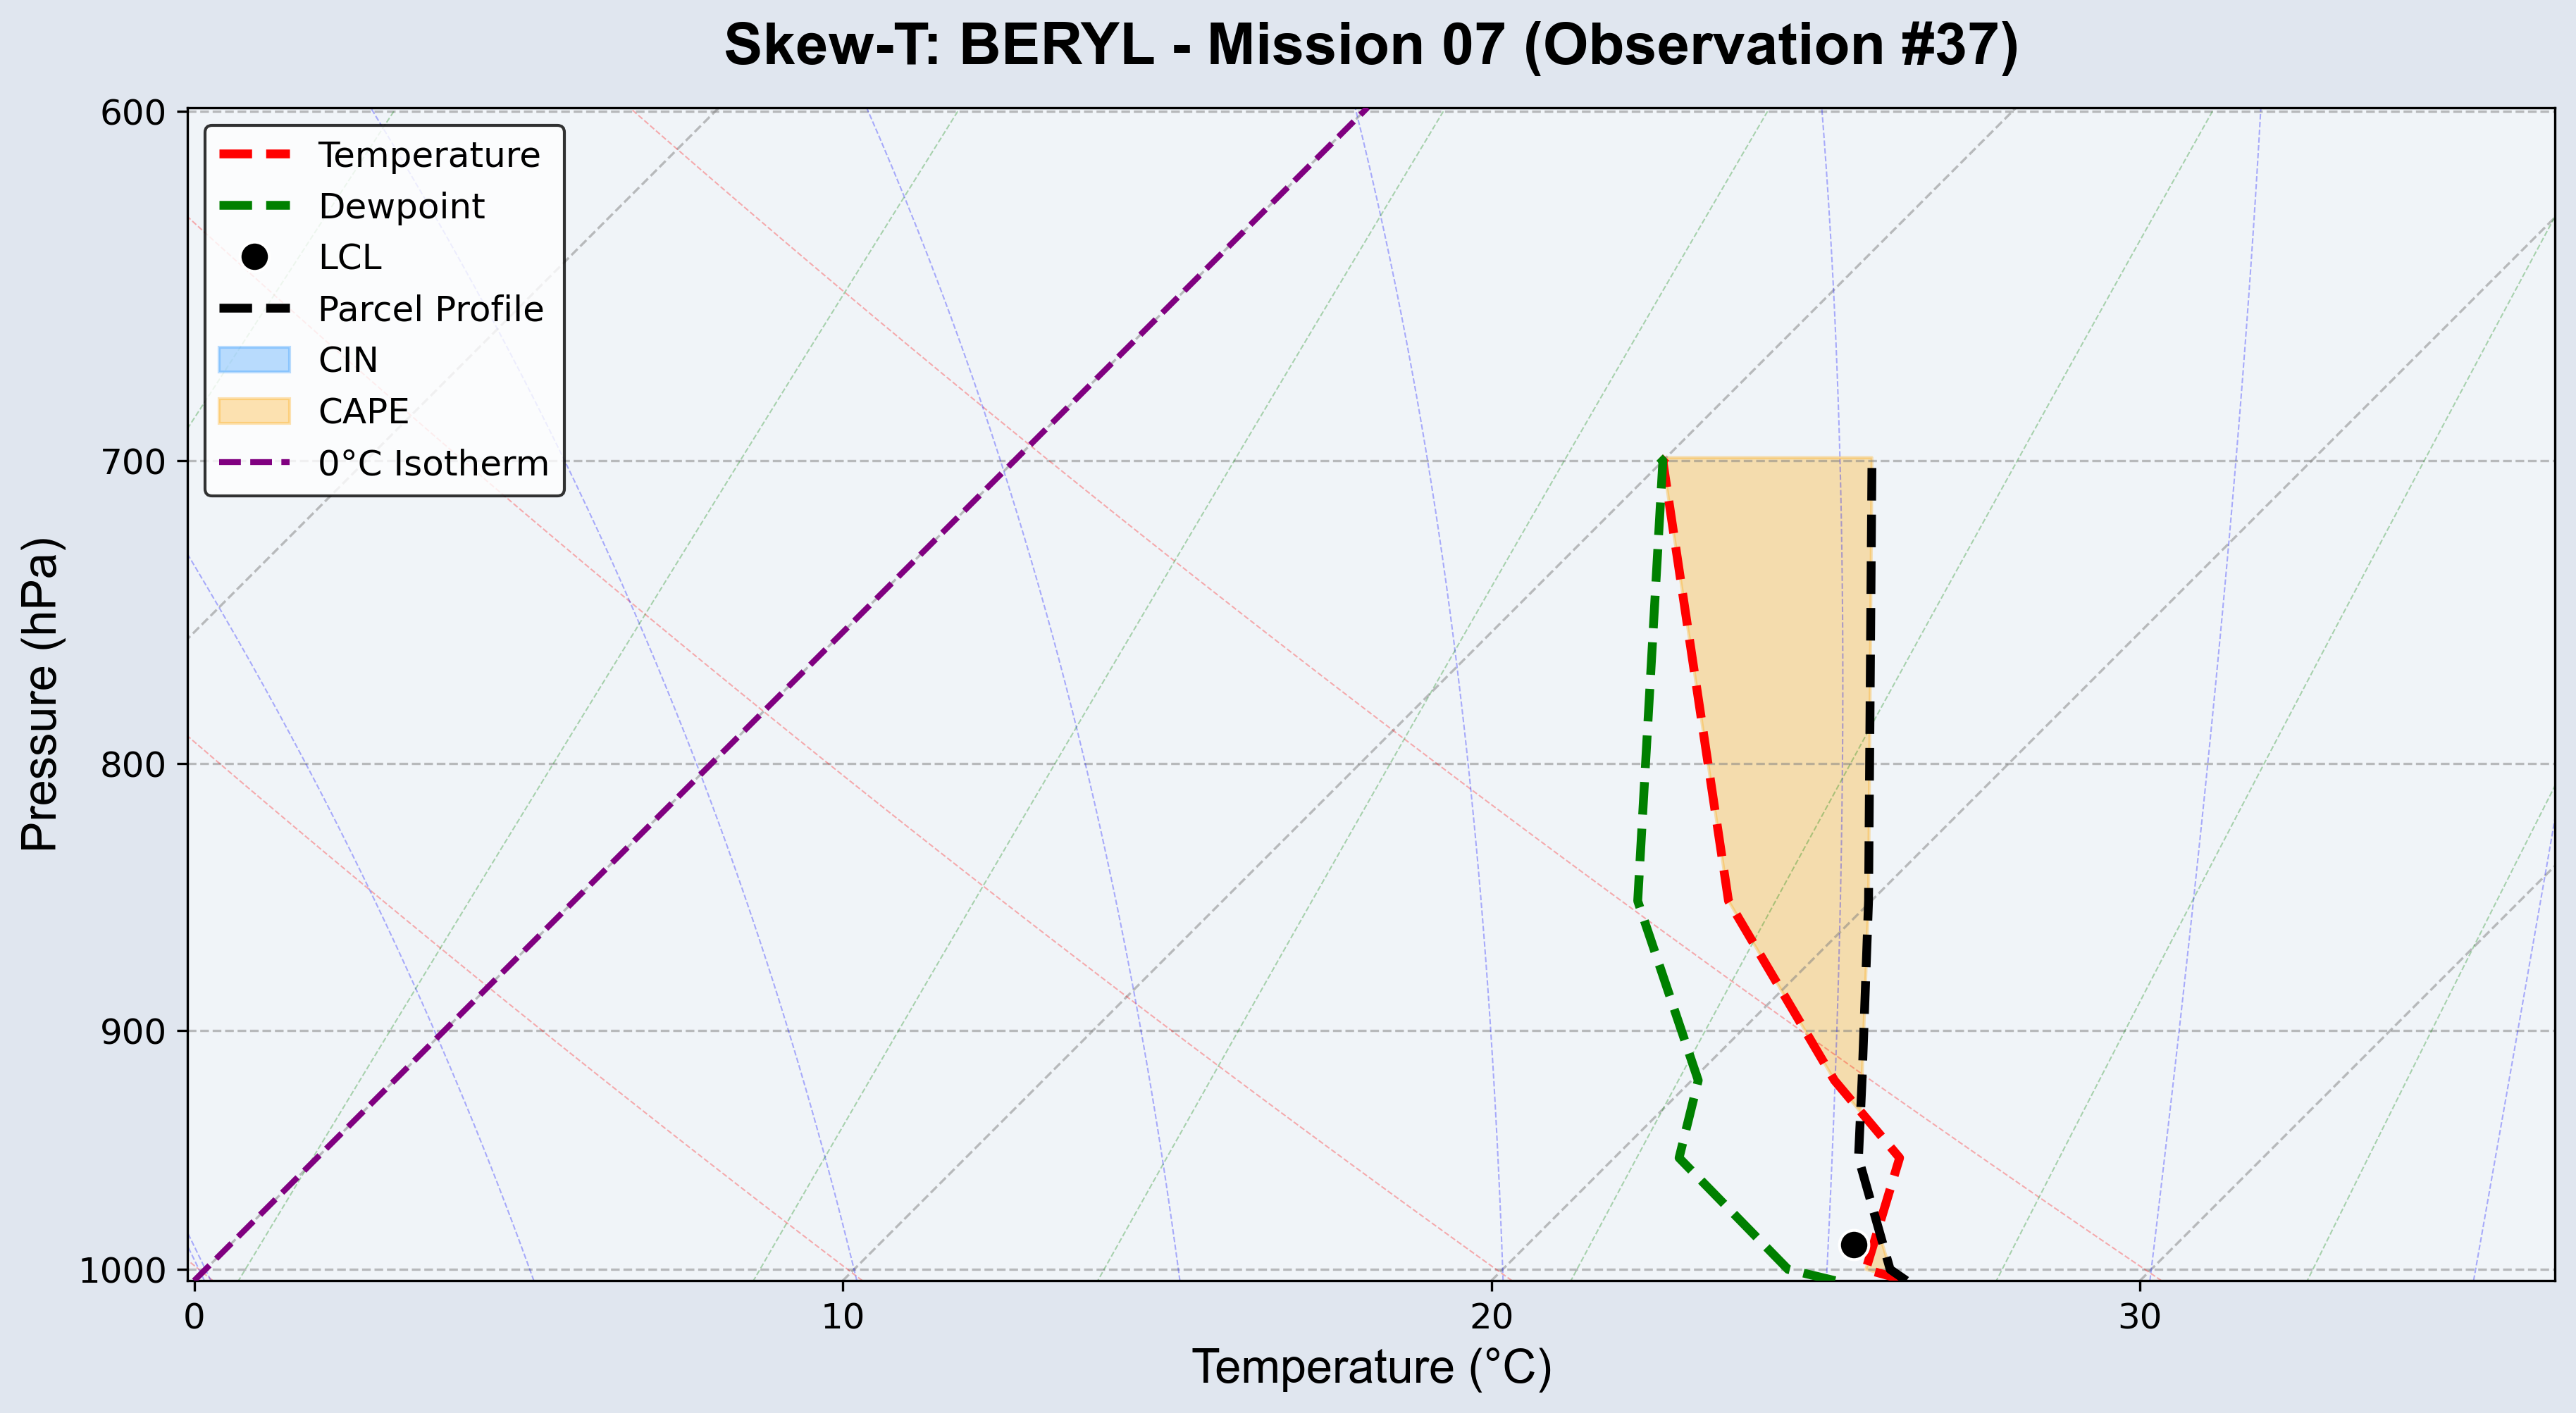 Skew-T: BERYL - Mission 07 (Observation #37)
Temperature
Dewpoint
LCL
Parcel Profile
CIN
CAPE
0°C Isotherm
Pressure (hPa)
600
700
800
900
1000
0
10
20
30
Temperature (°C)